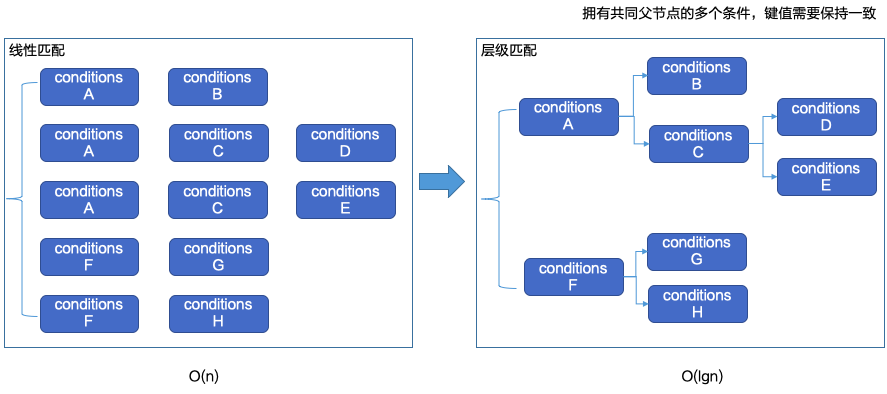 拥有共同父节点的多个条件，键值需要保持一致
线性匹配
conditions
A
conditions
B
conditions
A
conditions
C
conditions
D
conditions
A
conditions
C
conditions
E
conditions
F
conditions
G
conditions
F
conditions
H
O(n)
层级匹配
conditions
A
conditions
B
conditions
C
conditions
D
conditions
E
conditions
F
conditions
G
conditions
H
O(lgn)